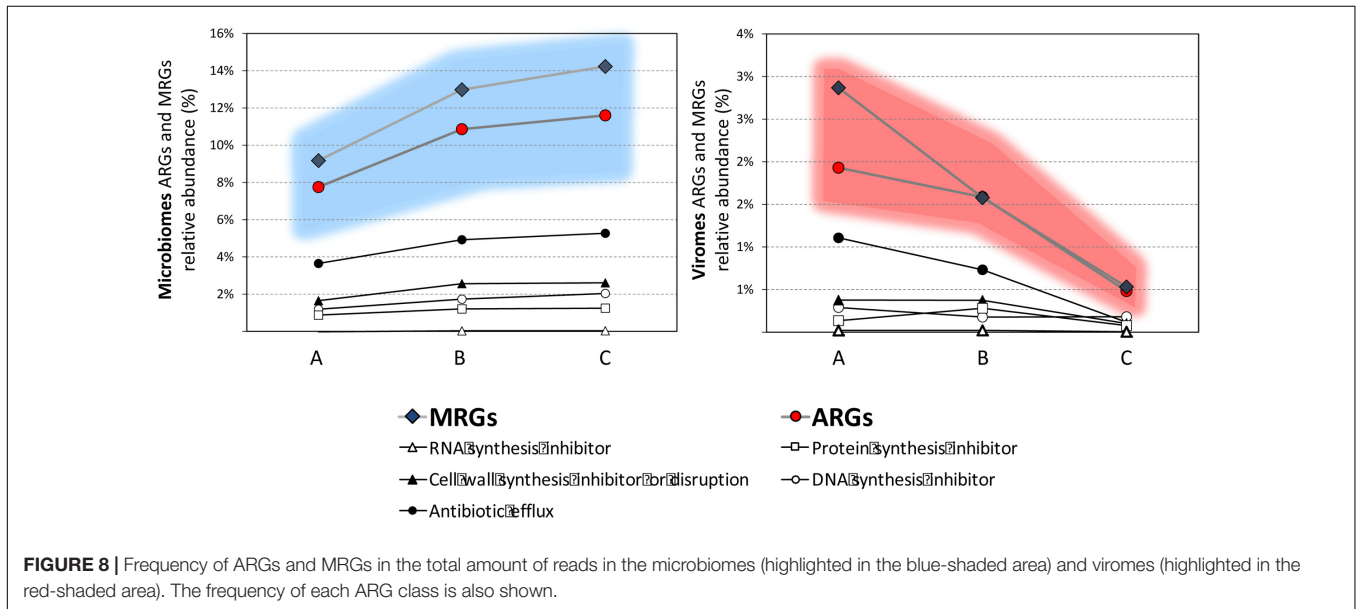 16%
14%
12%
10%
8%
6%
4%
2%
Microbiomes ARGs and MRGs
relative abundance (%)
A B C
4%
3%
3%
2%
2%
1%
1%
Viromes ARGs and MRGs
relative abundance (%)
A B C
MRGs
ARGs
RNA synthesis inhibitor
Protein synthesis inhibitor
Cell wall synthesis inhibitor or disruption
DNA synthesis inhibitor
Antibiotic efflux
FIGURE 8 | Frequency of ARGs and MRGs in the total amount of reads in the microbiomes (highlighted in the blue-shaded area) and viromes (highlighted in the
red-shaded area). The frequency of each ARG class is also shown.